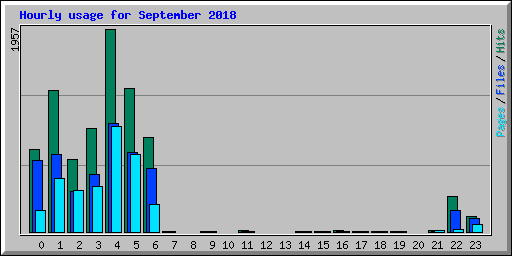 Hourly usage for September 2018
1957
Pages/Files/Hits
0 1 2 3 4 5 6 7 8 9 10 11 12 13 14 15 16 17 18 19 20 21 22 23